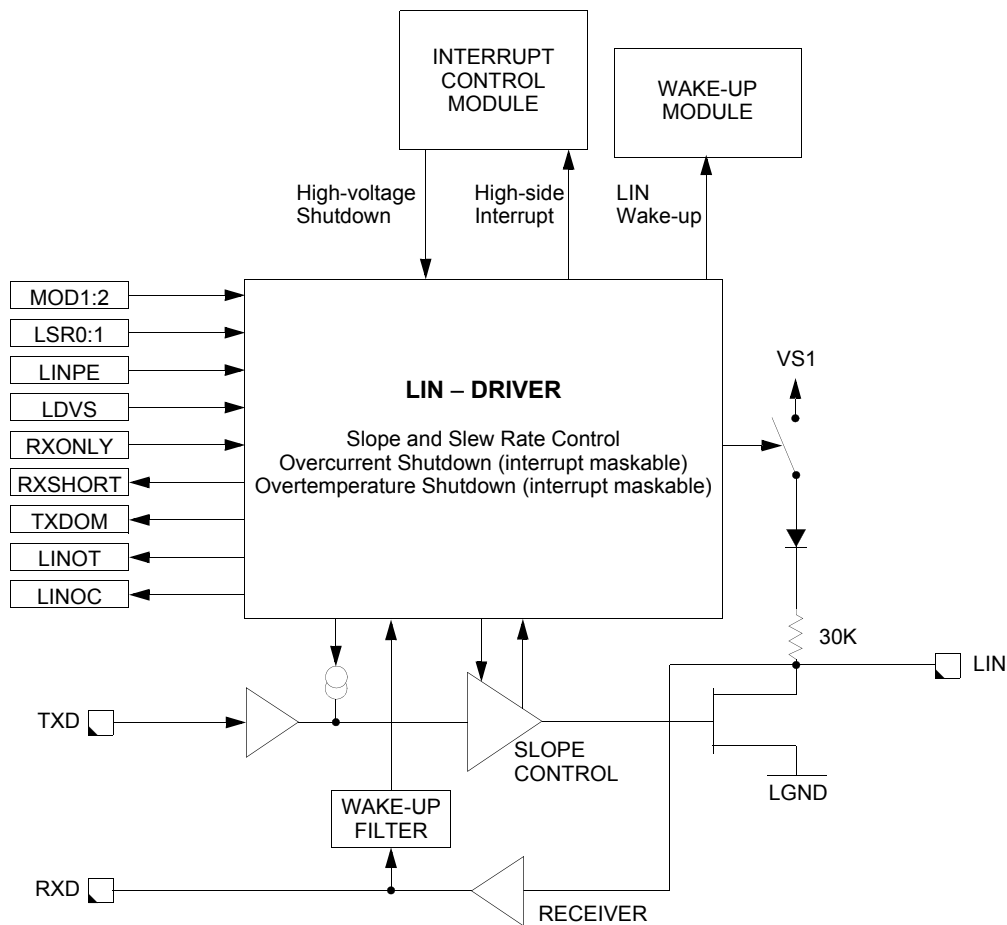 INTERRUPT
CONTROL
MODULE
WAKE-UP
MODULE
High-voltage
Shutdown
High-side
Interrupt
LIN
Wake-up
MOD1:2
LSR0:1
LINPE
LDVS
RXONLY
RXSHORT
TXDOM
LINOT
LINOC
LIN – DRIVER
Slope and Slew Rate Control
Overcurrent Shutdown (interrupt maskable)
Overtemperature Shutdown (interrupt maskable)
VS1
30K
LIN
TXD
SLOPE
CONTROL
LGND
WAKE-UP
FILTER
RXD
RECEIVER